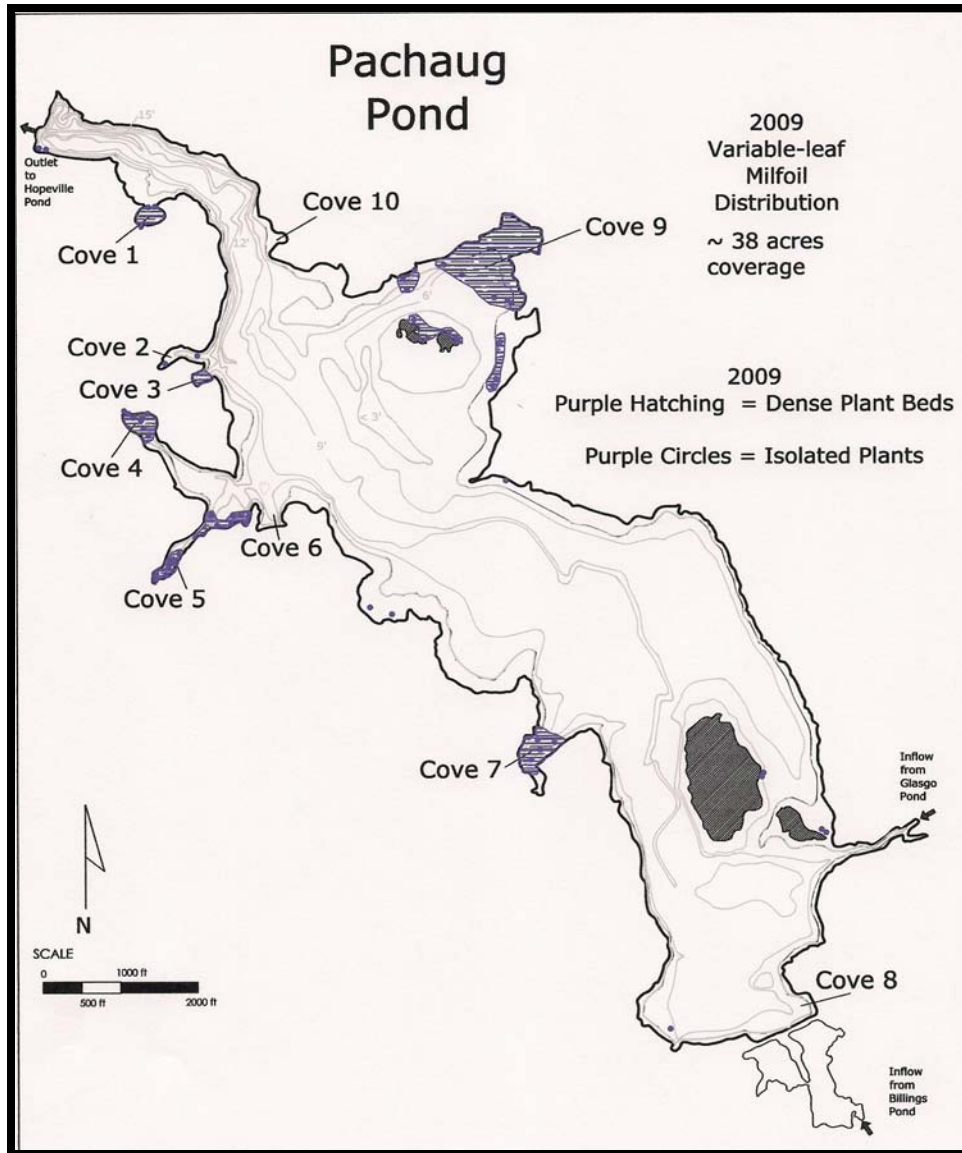 Pachaug
Pond
2009
Variable-leaf
Milfoil
Distribution
~ 38 acres
coverage
15'
Outlet
to
Hopeville
Pond
Cove 10
Cove 1
12'
Cove 9
6'
Cove 2
Cove 3
< 3'
2009
Purple Hatching = Dense Plant Beds
Purple Circles = Isolated Plants
Cove 4
9'
Cove 6
Cove 5
Cove 7
Inflow
from
Glasgo
Pond
N
SCALE
0 1000 ft
500 ft 2000 ft
Cove 8
Inflow
from
Billings
Pond